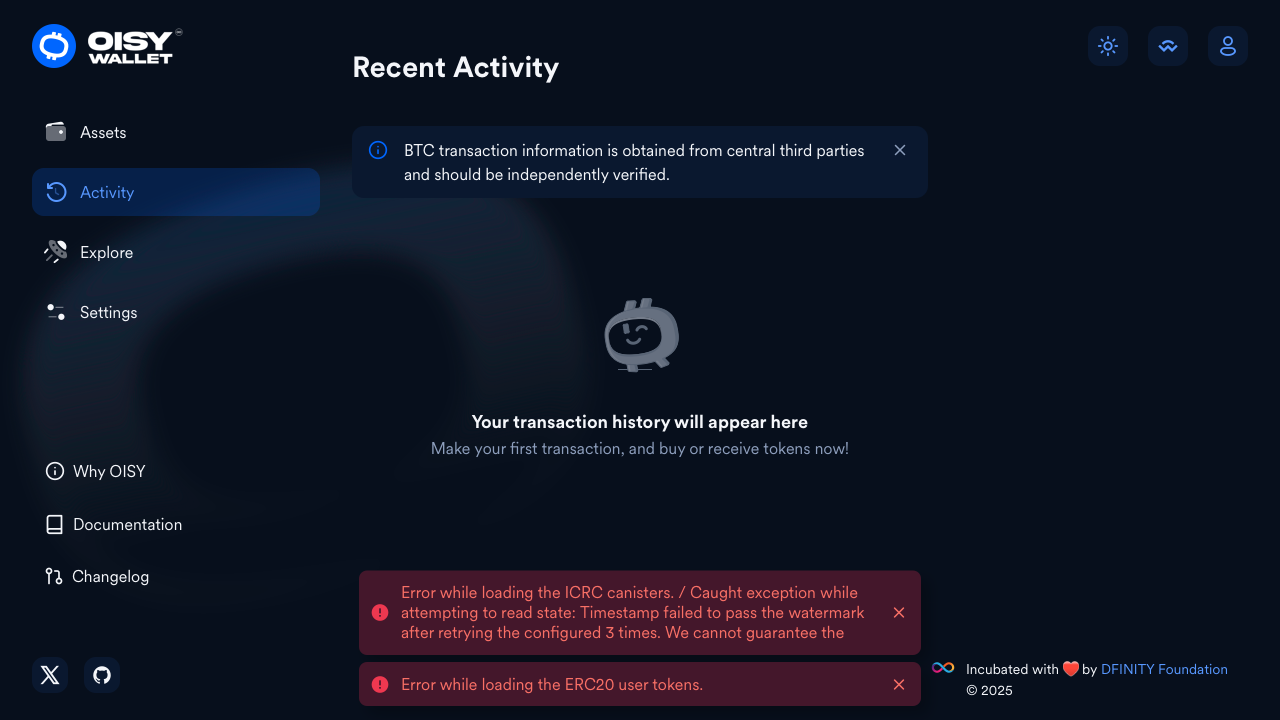 OISY
WALLET
Recent Activity
BTC transaction information is obtained from central third parties
and should be independently verified.
Assets
Activity
Explore
Settings
Your transaction history will appear here
Make your first transaction, and buy or receive tokens now!
Why OISY
Documentation
Changelog
Error while loading the ICRC canisters. / Caught exception while
attempting to read state: Timestamp failed to pass the watermark
after retrying the configured 3 times. We cannot guarantee the
Error while loading the ERC20 user tokens.
Incubated with ❤️ by DFINITY Foundation
© 2025